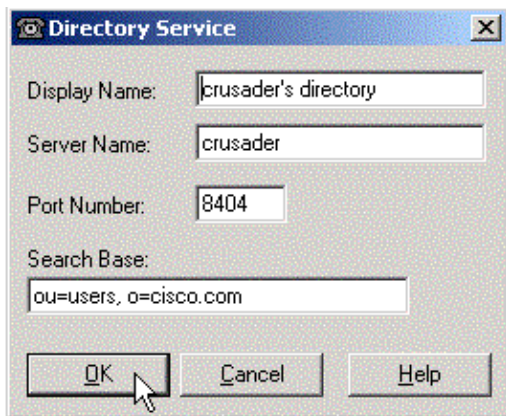 Directory Service
Display Name: crusader's directory
Server Name: crusader
Port Number: 8404
Search Base:
ou=users, o=cisco.com
OK Cancel Help